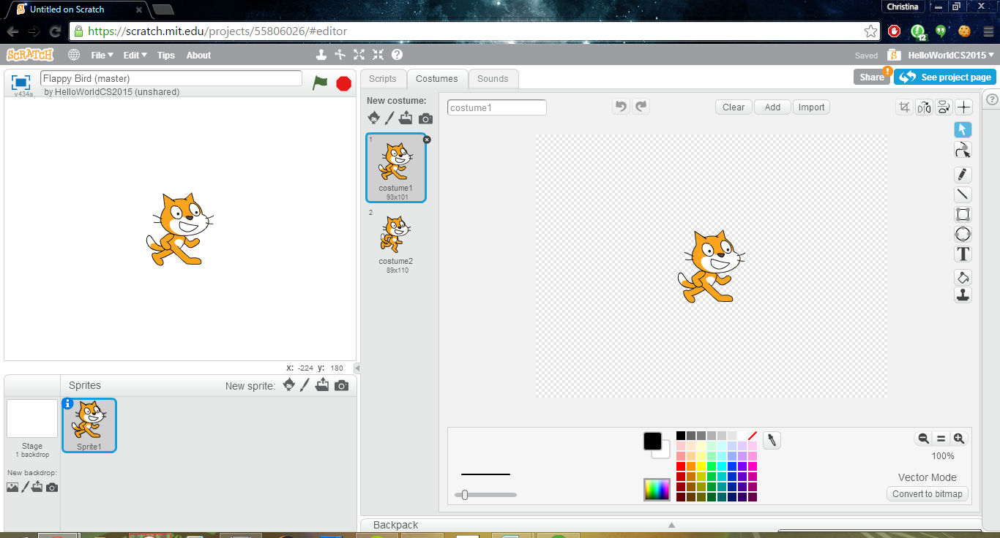 Untitled on Scratch
Christina
https://scratch.mit.edu/projects/55806026/#editor
12
SCRATCH
File
Edit
Tips
About
Saved
HelloWorldCS2015
Flappy Bird (master)
by HelloWorldCS2015 (unshared)
v434a
Scripts
Costumes
Sounds
Share
!
See project page
New costume:
costume1
Clear
Add
Import
?
1
costume1
93x101
2
costume2
89x110
T
x: -224 y: 180
Sprites
New sprite:
i
Sprite1
Stage
1 backdrop
New backdrop:
100%
Vector Mode
Convert to bitmap
Backpack